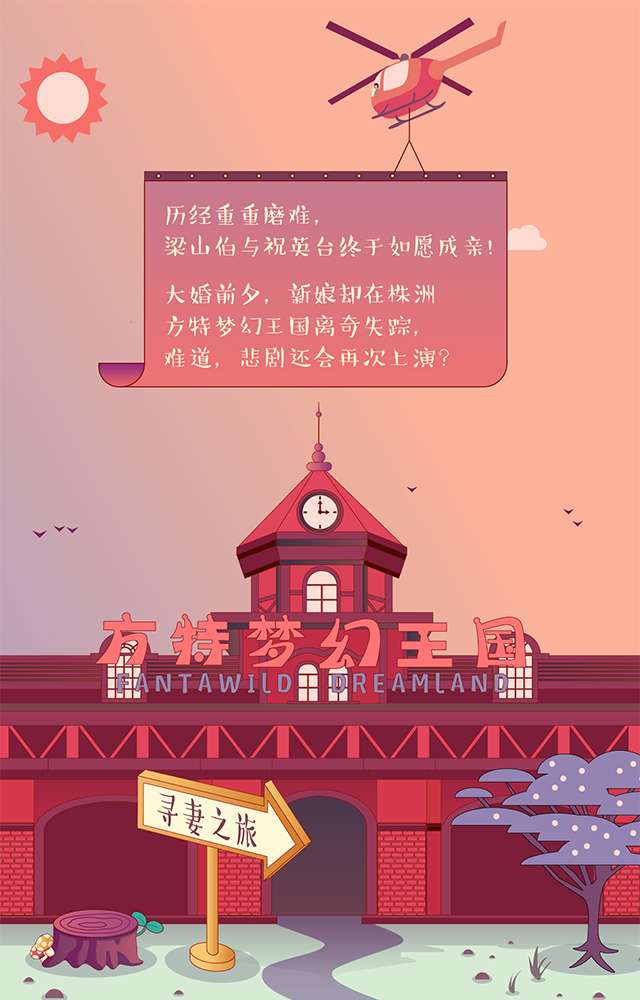 历经重重磨难，
梁山伯与祝英台终于如愿成亲！
大婚前夕，新娘却在株洲
方特梦幻王国离奇失踪，
难道，悲剧还会再次上演？
方特梦幻王国
FANTAWILD DREAMLAND
寻妻之旅